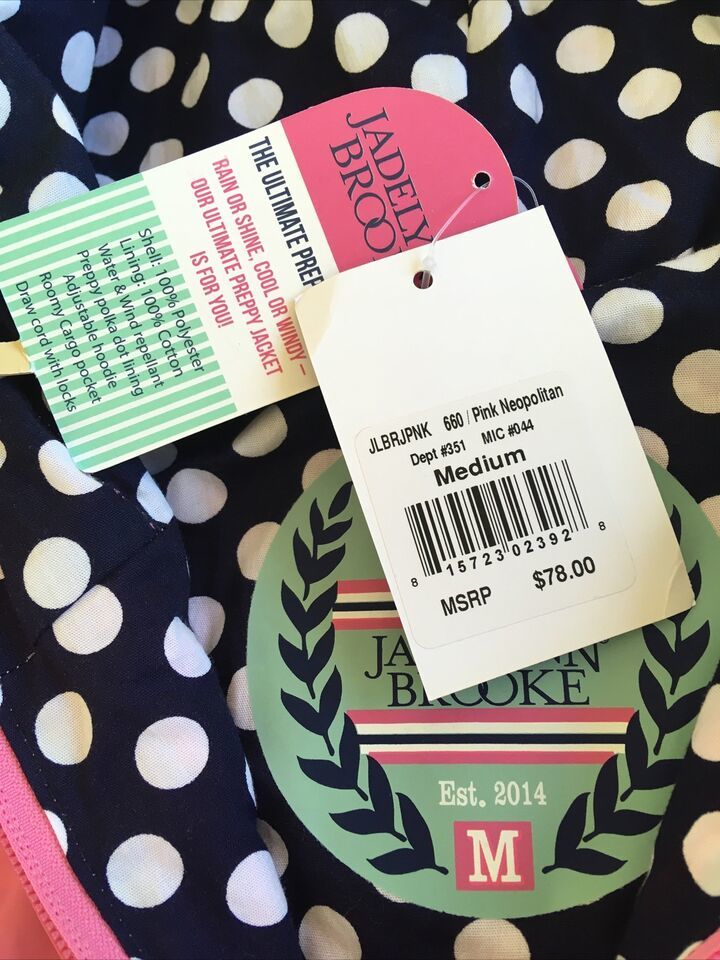 JADELY
BROO
THE ULTIMATE PREP
RAIN OR SHINE, COOL OR WINDY –
OUR ULTIMATE PREPPY JACKET
IS FOR YOU!
Shell: 100% Polyester
Lining: 100% Cotton
Water & Wind repellant
Preppy polka dot lining
Adjustable hoodie
Roomy Cargo pocket
Draw cord with locks
JLBRJPNK 660 / Pink Neopolitan
Dept #351 MIC #044
Medium
8 15723 02392 8
MSRP $78.00
BROOKE
Est. 2014
M